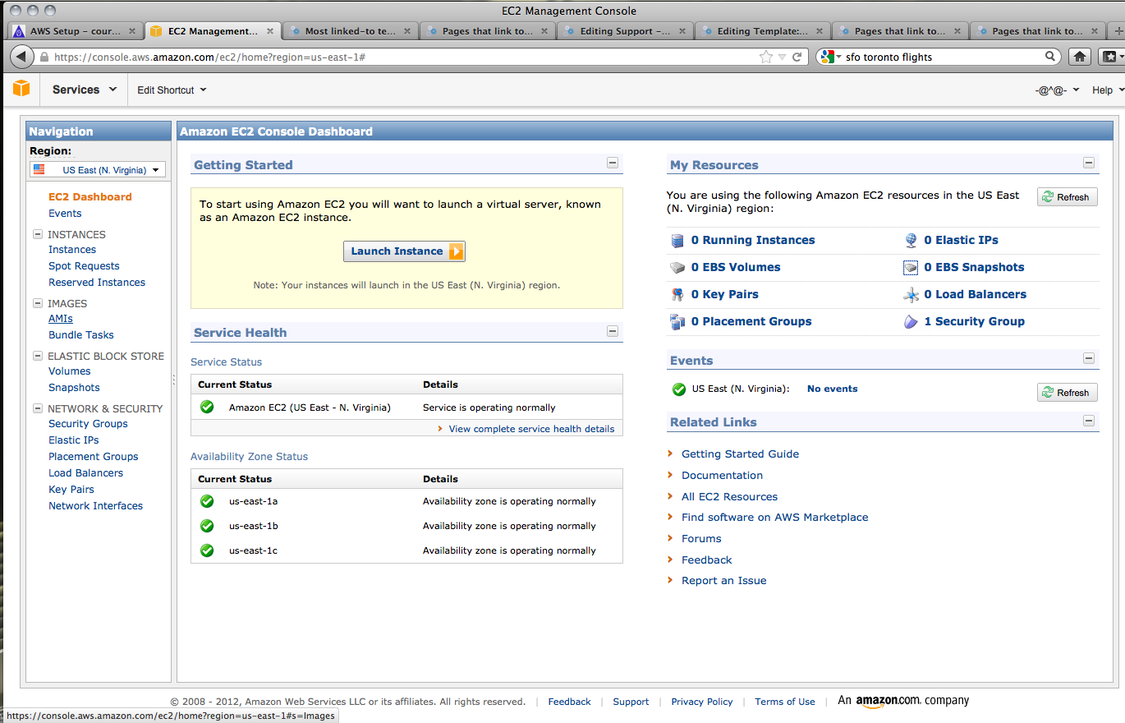 EC2 Management Console
AWS Setup – cour...
EC2 Management...
Most linked-to te...
Pages that link to...
Editing Support –...
Editing Template:...
Pages that link to...
Pages that link to...
https://console.aws.amazon.com/ec2/home?region=us-east-1#
sfo toronto flights
Services
Edit Shortcut
-@^@-
Help
Navigation
Region:
US East (N. Virginia)
EC2 Dashboard
Events
INSTANCES
Instances
Spot Requests
Reserved Instances
IMAGES
AMIs
Bundle Tasks
ELASTIC BLOCK STORE
Volumes
Snapshots
NETWORK & SECURITY
Security Groups
Elastic IPs
Placement Groups
Load Balancers
Key Pairs
Network Interfaces
Amazon EC2 Console Dashboard
Getting Started
To start using Amazon EC2 you will want to launch a virtual server, known
as an Amazon EC2 instance.
Launch Instance
Note: Your instances will launch in the US East (N. Virginia) region.
Service Health
Service Status
Current Status Details
Amazon EC2 (US East - N. Virginia) Service is operating normally
View complete service health details
Availability Zone Status
Current Status Details
us-east-1a Availability zone is operating normally
us-east-1b Availability zone is operating normally
us-east-1c Availability zone is operating normally
My Resources
You are using the following Amazon EC2 resources in the US East
(N. Virginia) region:
Refresh
0 Running Instances 0 Elastic IPs
0 EBS Volumes 0 EBS Snapshots
0 Key Pairs 0 Load Balancers
0 Placement Groups 1 Security Group
Events
US East (N. Virginia): No events
Refresh
Related Links
Getting Started Guide
Documentation
All EC2 Resources
Find software on AWS Marketplace
Forums
Feedback
Report an Issue
© 2008 - 2012, Amazon Web Services LLC or its affiliates. All rights reserved. | Feedback | Support | Privacy Policy | Terms of Use | An amazon.com. company
https://console.aws.amazon.com/ec2/home?region=us-east-1#s=Images